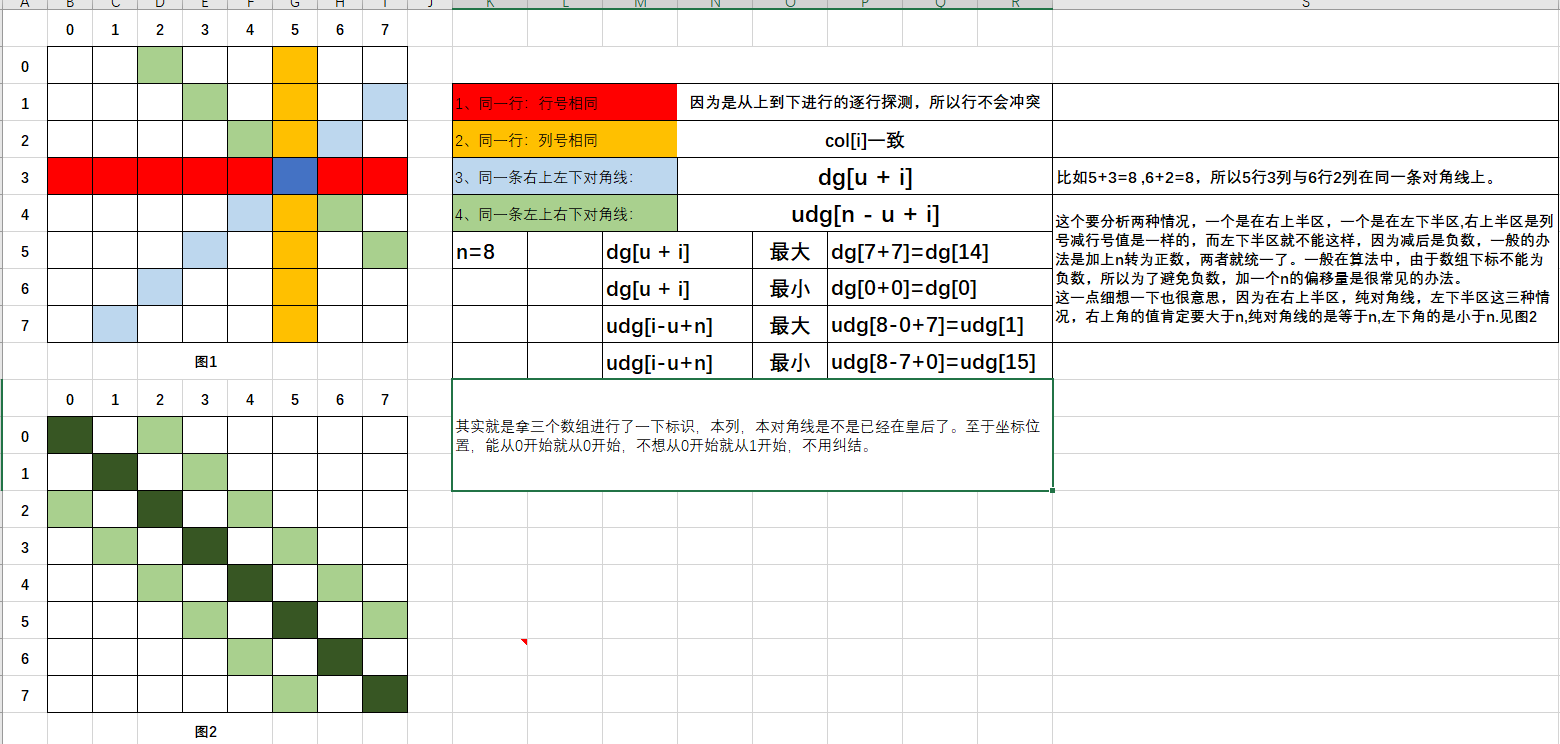 A B C D E F G H I J K L M N O P Q R S
0 1 2 3 4 5 6 7
0
1
2
3
4
5
6
7
图1
1、同一行：行号相同
因为是从上到下进行的逐行探测，所以行不会冲突
2、同一行：列号相同
col[i]一致
3、同一条右上左下对角线：
dg[u + i]
比如5+3=8 ,6+2=8，所以5行3列与6行2列在同一条对角线上。
4、同一条左上右下对角线：
udg[n - u + i]
这个要分析两种情况，一个是在右上半区，一个是在左下半区,右上半区是列
号减行号值是一样的，而左下半区就不能这样，因为减后是负数，一般的办
法是加上n转为正数，两者就统一了。一般在算法中，由于数组下标不能为
负数，所以为了避免负数，加一个n的偏移量是很常见的办法。
这一点细想一下也很意思，因为在右上半区，纯对角线，左下半区这三种情
况，右上角的值肯定要大于n,纯对角线的是等于n,左下角的是小于n.见图2
n=8 dg[u + i] 最大 dg[7+7]=dg[14]
dg[u + i] 最小 dg[0+0]=dg[0]
udg[i-u+n] 最大 udg[8-0+7]=udg[1]
udg[i-u+n] 最小 udg[8-7+0]=udg[15]
其实就是拿三个数组进行了一下标识，本列，本对角线是不是已经在皇后了。至于坐标位
置，能从0开始就从0开始，不想从0开始就从1开始，不用纠结。
0 1 2 3 4 5 6 7
0
1
2
3
4
5
6
7
图2